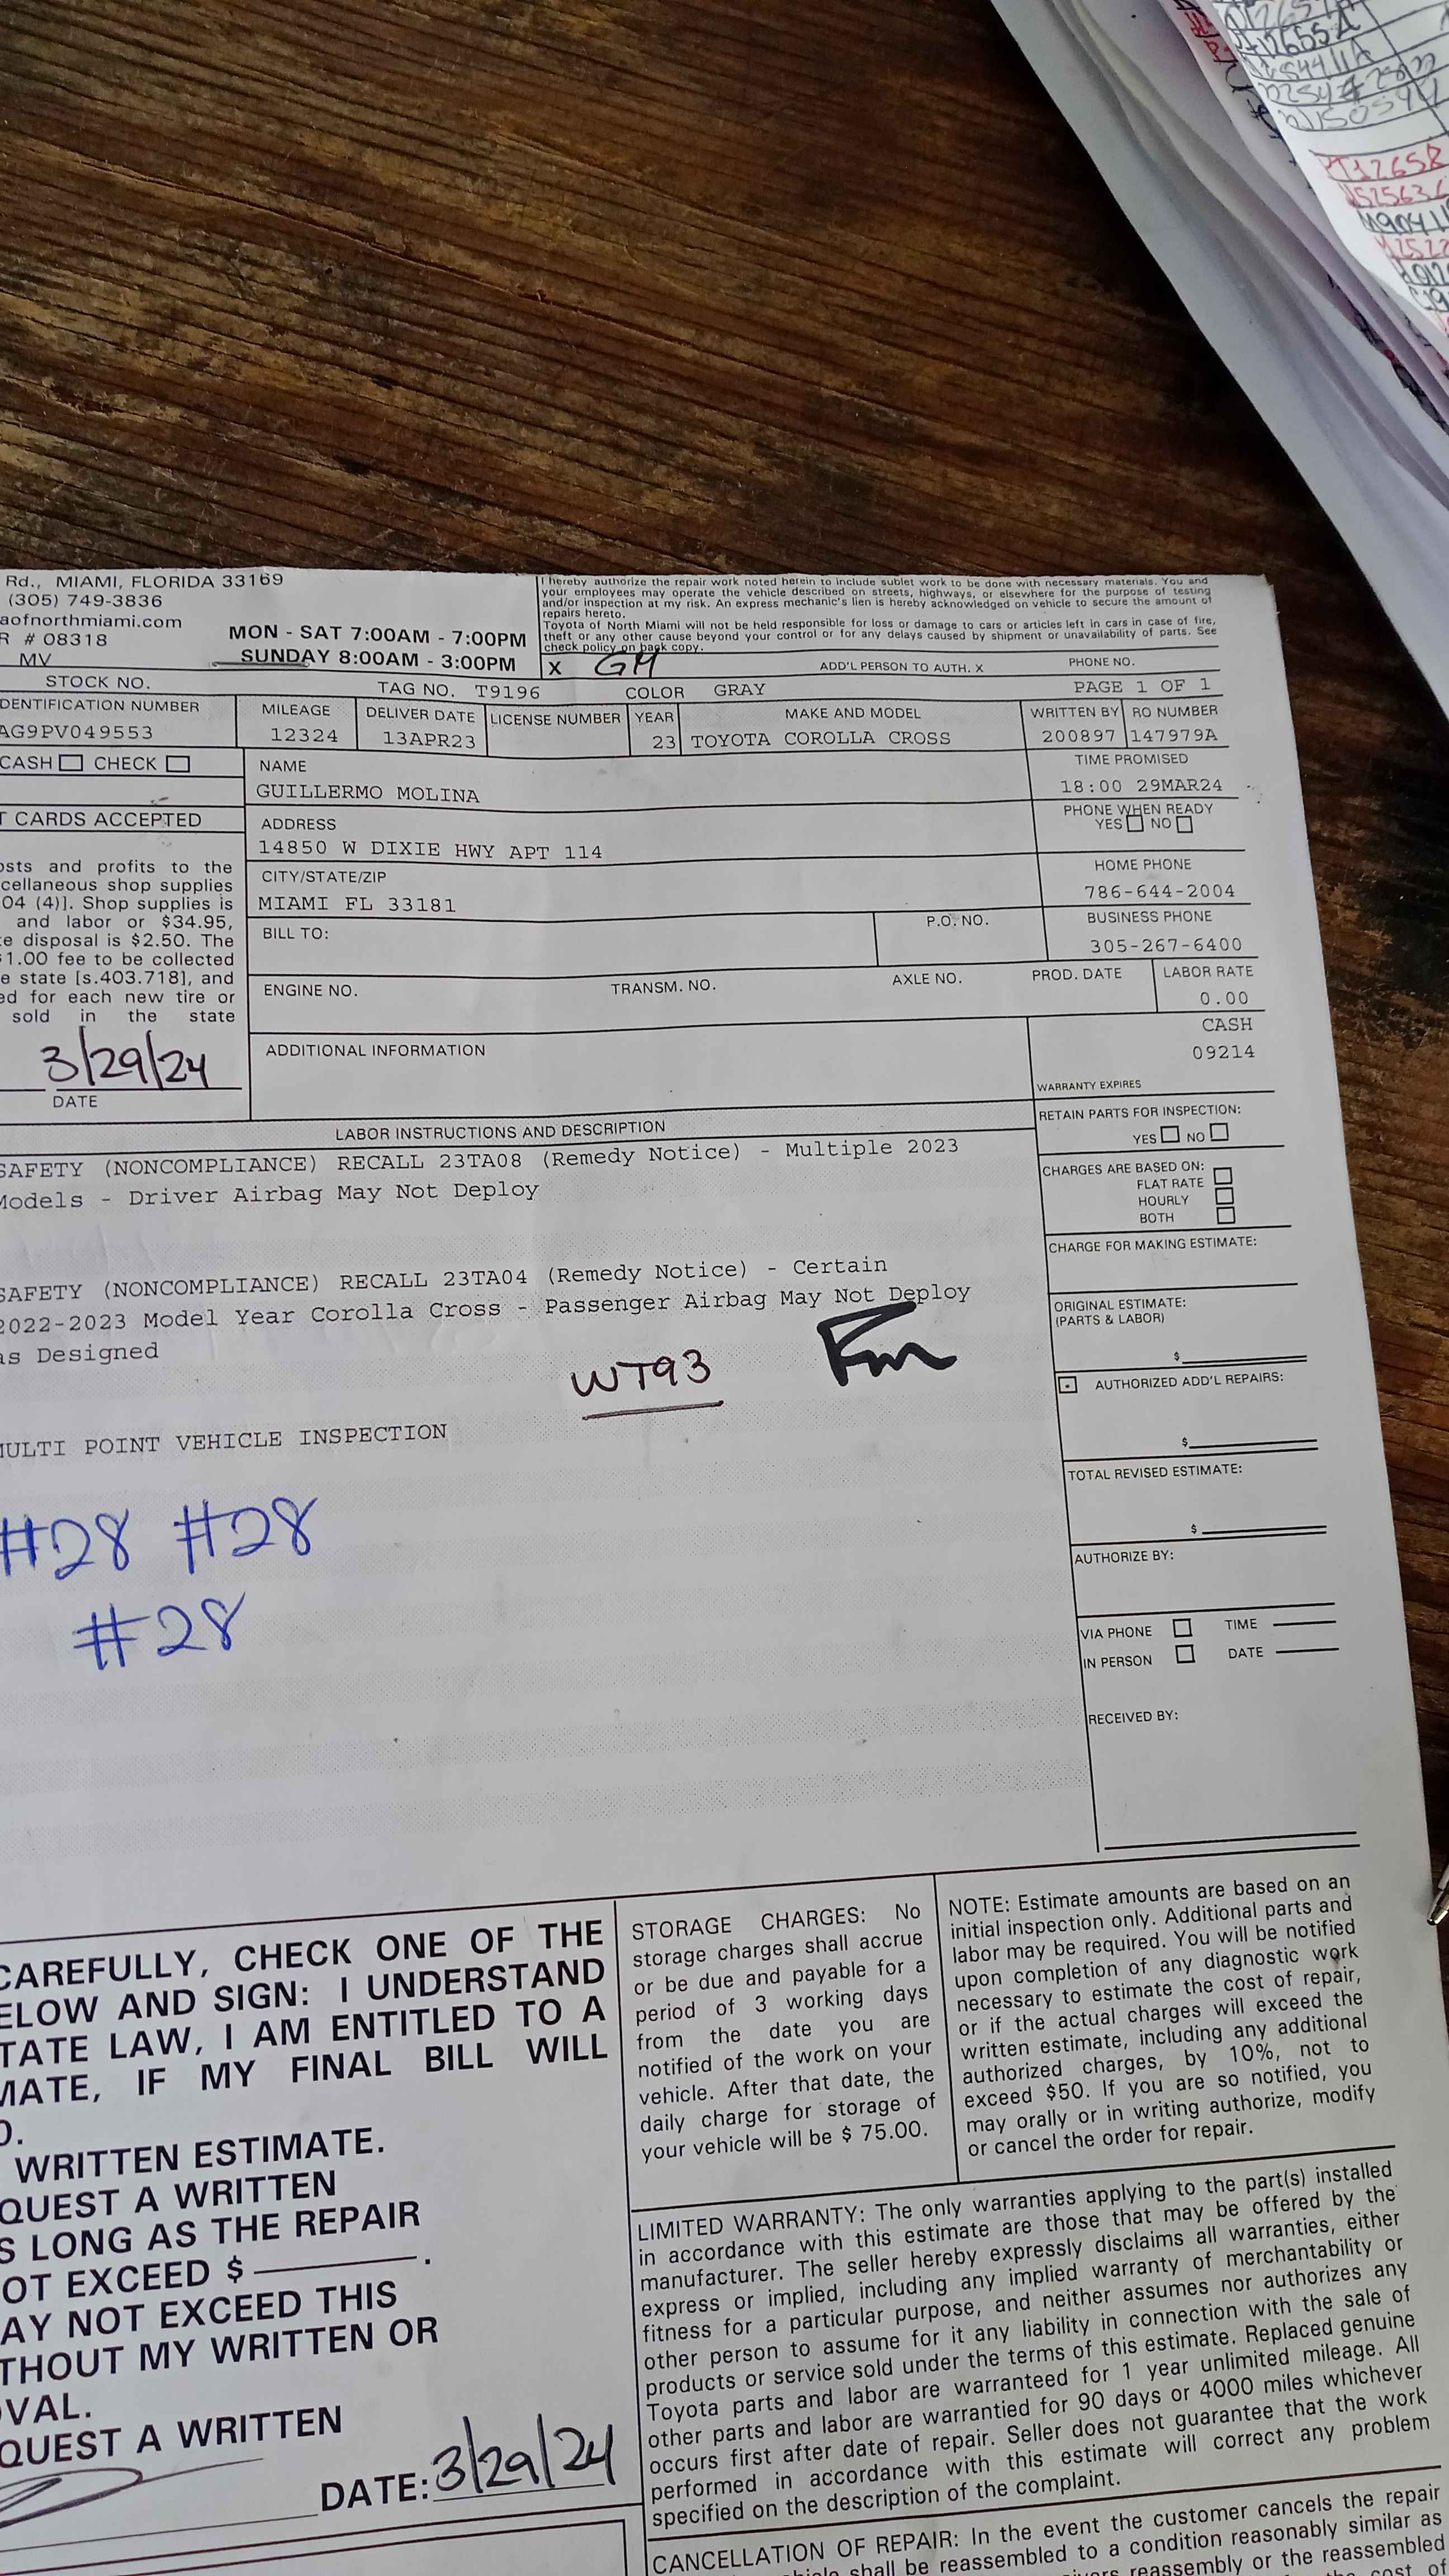 Rd., MIAMI, FLORIDA 33169
(305) 749-3836
aofnorthmiami.com
R # 08318
MV
MON - SAT 7:00AM - 7:00PM
SUNDAY 8:00AM - 3:00PM
I hereby authorize the repair work noted herein to include sublet work to be done with necessary materials. You and
your employees may operate the vehicle described on streets, highways, or elsewhere for the purpose of testing
and/or inspection at my risk. An express mechanic's lien is hereby acknowledged on vehicle to secure the amount of
repairs hereto.
Toyota of North Miami will not be held responsible for loss or damage to cars or articles left in cars in case of fire,
theft or any other cause beyond your control or for any delays caused by shipment or unavailability of parts. See
check policy on back copy.
X GM ADD'L PERSON TO AUTH. X PHONE NO.
STOCK NO. TAG NO. T9196 COLOR GRAY PAGE 1 OF 1
DENTIFICATION NUMBER MILEAGE DELIVER DATE LICENSE NUMBER YEAR MAKE AND MODEL WRITTEN BY RO NUMBER
AG9PV049553 12324 13APR23 23 TOYOTA COROLLA CROSS 200897 147979A
CASH CHECK
T CARDS ACCEPTED
osts and profits to the
cellaneous shop supplies
04 (4)]. Shop supplies is
and labor or $34.95,
e disposal is $2.50. The
1.00 fee to be collected
e state [s.403.718], and
ed for each new tire or
sold in the state
3/29/24
DATE
NAME
GUILLERMO MOLINA
ADDRESS
14850 W DIXIE HWY APT 114
CITY/STATE/ZIP
MIAMI FL 33181
BILL TO:
P.O. NO.
TIME PROMISED
18:00 29MAR24
PHONE WHEN READY
YES NO
HOME PHONE
786-644-2004
BUSINESS PHONE
305-267-6400
ENGINE NO. TRANSM. NO. AXLE NO. PROD. DATE LABOR RATE
0.00
ADDITIONAL INFORMATION
CASH
09214
WARRANTY EXPIRES
LABOR INSTRUCTIONS AND DESCRIPTION
SAFETY (NONCOMPLIANCE) RECALL 23TA08 (Remedy Notice) - Multiple 2023
Models - Driver Airbag May Not Deploy
SAFETY (NONCOMPLIANCE) RECALL 23TA04 (Remedy Notice) - Certain
2022-2023 Model Year Corolla Cross - Passenger Airbag May Not Deploy
as Designed
WT93
Fm
MULTI POINT VEHICLE INSPECTION
#28 #28
#28
RETAIN PARTS FOR INSPECTION:
YES NO
CHARGES ARE BASED ON:
FLAT RATE
HOURLY
BOTH
CHARGE FOR MAKING ESTIMATE:
ORIGINAL ESTIMATE:
(PARTS & LABOR)
$
AUTHORIZED ADD'L REPAIRS:
$
TOTAL REVISED ESTIMATE:
$
AUTHORIZE BY:
VIA PHONE TIME
IN PERSON DATE
RECEIVED BY:
CAREFULLY, CHECK ONE OF THE
ELOW AND SIGN: I UNDERSTAND
TATE LAW, I AM ENTITLED TO A
MATE, IF MY FINAL BILL WILL
0.
WRITTEN ESTIMATE.
QUEST A WRITTEN
S LONG AS THE REPAIR
OT EXCEED $
AY NOT EXCEED THIS
THOUT MY WRITTEN OR
VAL.
QUEST A WRITTEN
DATE: 3/29/24
STORAGE CHARGES: No
storage charges shall accrue
or be due and payable for a
period of 3 working days
from the date you are
notified of the work on your
vehicle. After that date, the
daily charge for storage of
your vehicle will be $ 75.00.
NOTE: Estimate amounts are based on an
initial inspection only. Additional parts and
labor may be required. You will be notified
upon completion of any diagnostic work
necessary to estimate the cost of repair,
or if the actual charges will exceed the
written estimate, including any additional
authorized charges, by 10%, not to
exceed $50. If you are so notified, you
may orally or in writing authorize, modify
or cancel the order for repair.
LIMITED WARRANTY: The only warranties applying to the part(s) installed
in accordance with this estimate are those that may be offered by the
manufacturer. The seller hereby expressly disclaims all warranties, either
express or implied, including any implied warranty of merchantability or
fitness for a particular purpose, and neither assumes nor authorizes any
other person to assume for it any liability in connection with the sale of
products or service sold under the terms of this estimate. Replaced genuine
Toyota parts and labor are warranteed for 1 year unlimited mileage. All
other parts and labor are warrantied for 90 days or 4000 miles whichever
occurs first after date of repair. Seller does not guarantee that the work
performed in accordance with this estimate will correct any problem
specified on the description of the complaint.
CANCELLATION OF REPAIR: In the event the customer cancels the repair
shall be reassembled to a condition reasonably similar as
reassembly or the reassembled